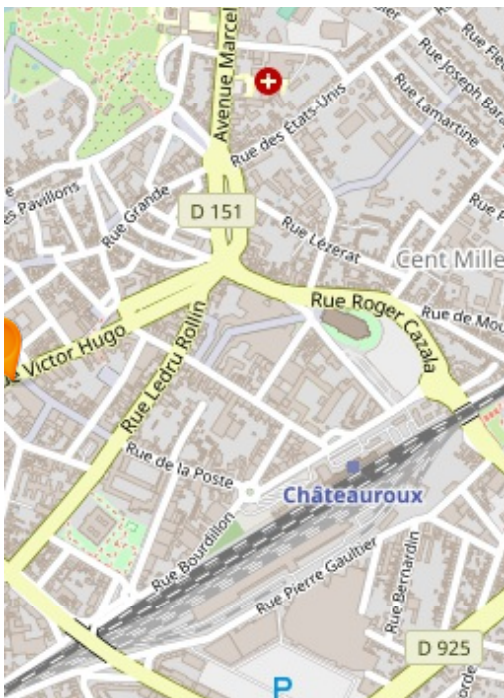 Avenue Marcel
Rue Joseph Bara
Rue Lamartine
Rue des États-Unis
es Pavillons
Rue Grande
D 151
Rue Lézerat
Cent Mille
Rue Roger Cazala
Rue de Mou
e Victor Hugo
Rue Ledru Rollin
Rue de la Poste
Châteauroux
Rue Bourdillon
Rue Pierre Gaultier
Rue Bernardin
D 925
P